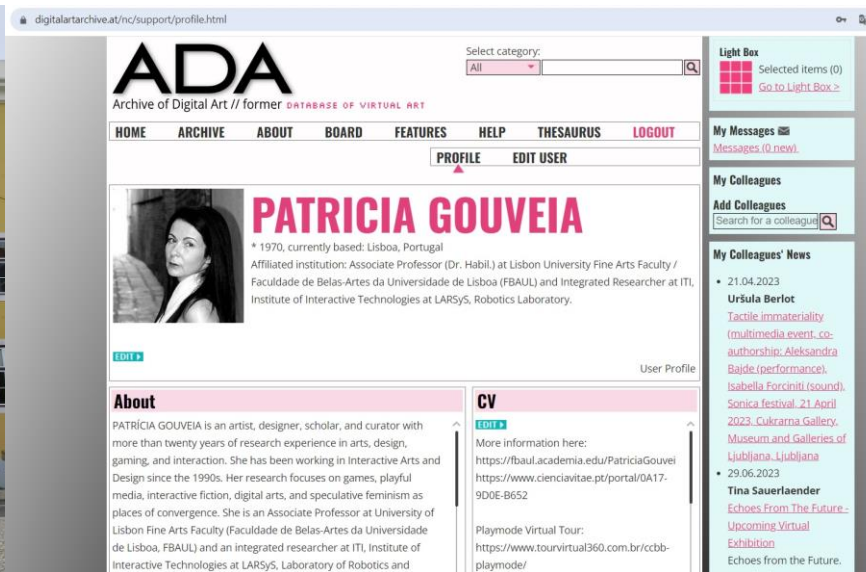 digitalartarchive.at/nc/support/profile.html
ADA
Archive of Digital Art // former DATABASE OF VIRTUAL ART
Select category:
All
HOME ARCHIVE ABOUT BOARD FEATURES HELP THESAURUS LOGOUT
PROFILE EDIT USER
PATRICIA GOUVEIA
* 1970, currently based: Lisboa, Portugal
Affiliated institution: Associate Professor (Dr. Habil.) at Lisbon University Fine Arts Faculty /
Faculdade de Belas-Artes da Universidade de Lisboa (FBAUL) and Integrated Researcher at ITI,
Institute of Interactive Technologies at LARSyS, Robotics Laboratory.
EDIT
User Profile
About
PATRÍCIA GOUVEIA is an artist, designer, scholar, and curator with
more than twenty years of research experience in arts, design,
gaming, and interaction. She has been working in Interactive Arts and
Design since the 1990s. Her research focuses on games, playful
media, interactive fiction, digital arts, and speculative feminism as
places of convergence. She is an Associate Professor at University of
Lisbon Fine Arts Faculty (Faculdade de Belas-Artes da Universidade
de Lisboa, FBAUL) and an integrated researcher at ITI, Institute of
Interactive Technologies at LARSyS, Laboratory of Robotics and
CV
EDIT
More information here:
https://fbaul.academia.edu/PatriciaGouvei
https://www.cienciavitae.pt/portal/0A17-
9D0E-B652
Playmode Virtual Tour:
https://www.tourvirtual360.com.br/ccbb-
playmode/
Light Box
Selected items (0)
Go to Light Box >
My Messages
Messages (0 new)
My Colleagues
Add Colleagues
Search for a colleague
My Colleagues' News
• 21.04.2023
Uršula Berlot
Tactile immateriality
(multimedia event, co-
authorship: Aleksandra
Bajde (performance),
Isabella Forciniti (sound),
Sonica festival, 21 April
2023, Cukrarna Gallery,
Museum and Galleries of
Ljubljana, Ljubljana
• 29.06.2023
Tina Sauerlaender
Echoes From The Future -
Upcoming Virtual
Exhibition
Echoes from the Future.